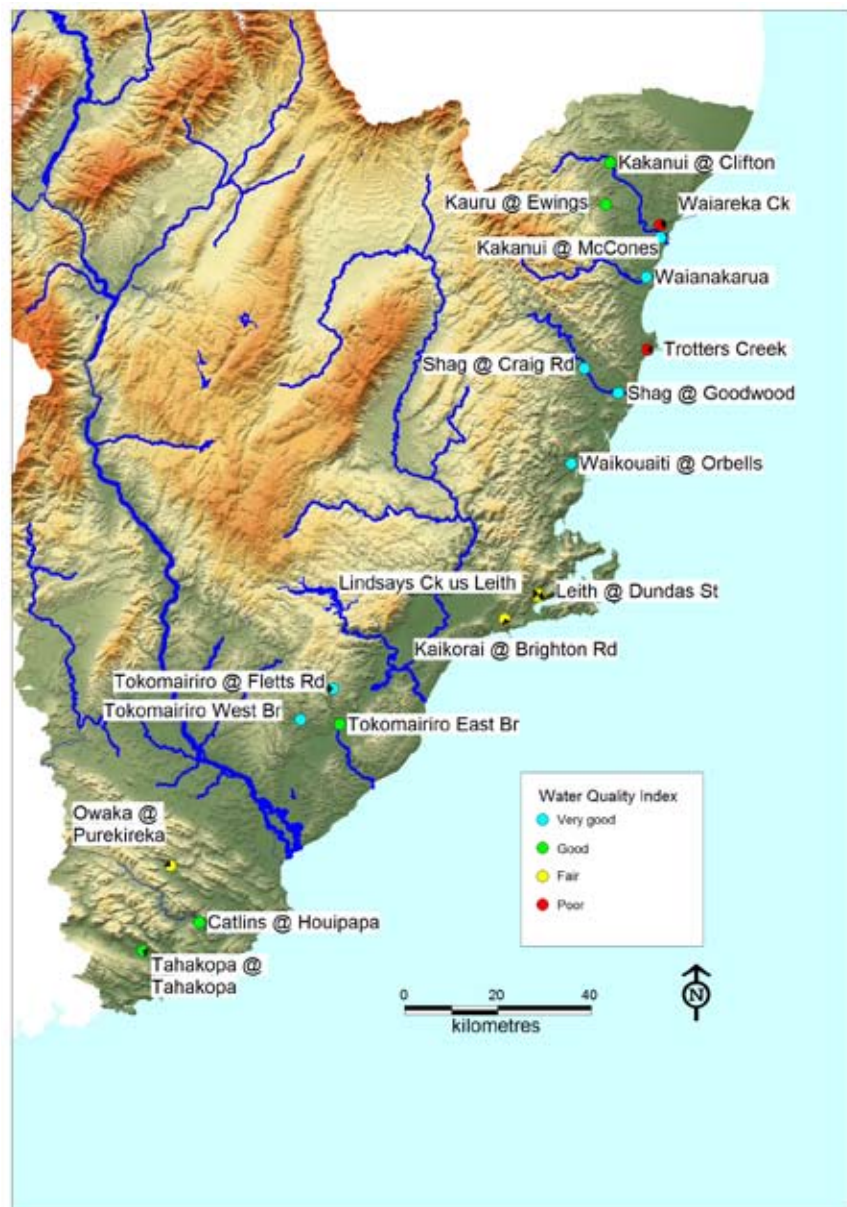 Kakanui @ Clifton
Kauru @ Ewings
Waiareka Ck
Kakanui @ McCones
Waianakarua
Trotters Creek
Shag @ Craig Rd
Shag @ Goodwood
Waikouaiti @ Orbells
Lindsays Ck us Leith
Leith @ Dundas St
Kaikorai @ Brighton Rd
Tokomairiro @ Fletts Rd
Tokomairiro West Br
Tokomairiro East Br
Owaka @
Purekireka
Catlins @ Houipapa
Tahakopa @
Tahakopa
Water Quality Index
Very good
Good
Fair
Poor
0 20 40
kilometres
N